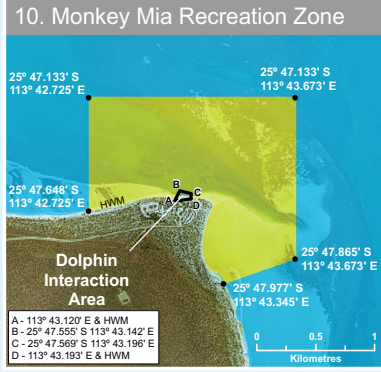 10. Monkey Mia Recreation Zone
25º 47.133' S
113º 42.725' E
25º 47.133' S
113º 43.673' E
25º 47.648' S
113º 42.725' E
HWM
B
C
A
D
Dolphin
Interaction
Area
25º 47.865' S
113º 43.673' E
25º 47.977' S
113º 43.345' E
A - 113º 43.120' E & HWM
B - 25º 47.555' S 113º 43.142' E
C - 25º 47.569' S 113º 43.196' E
D - 113º 43.193' E & HWM
0 0.5 1
Kilometres